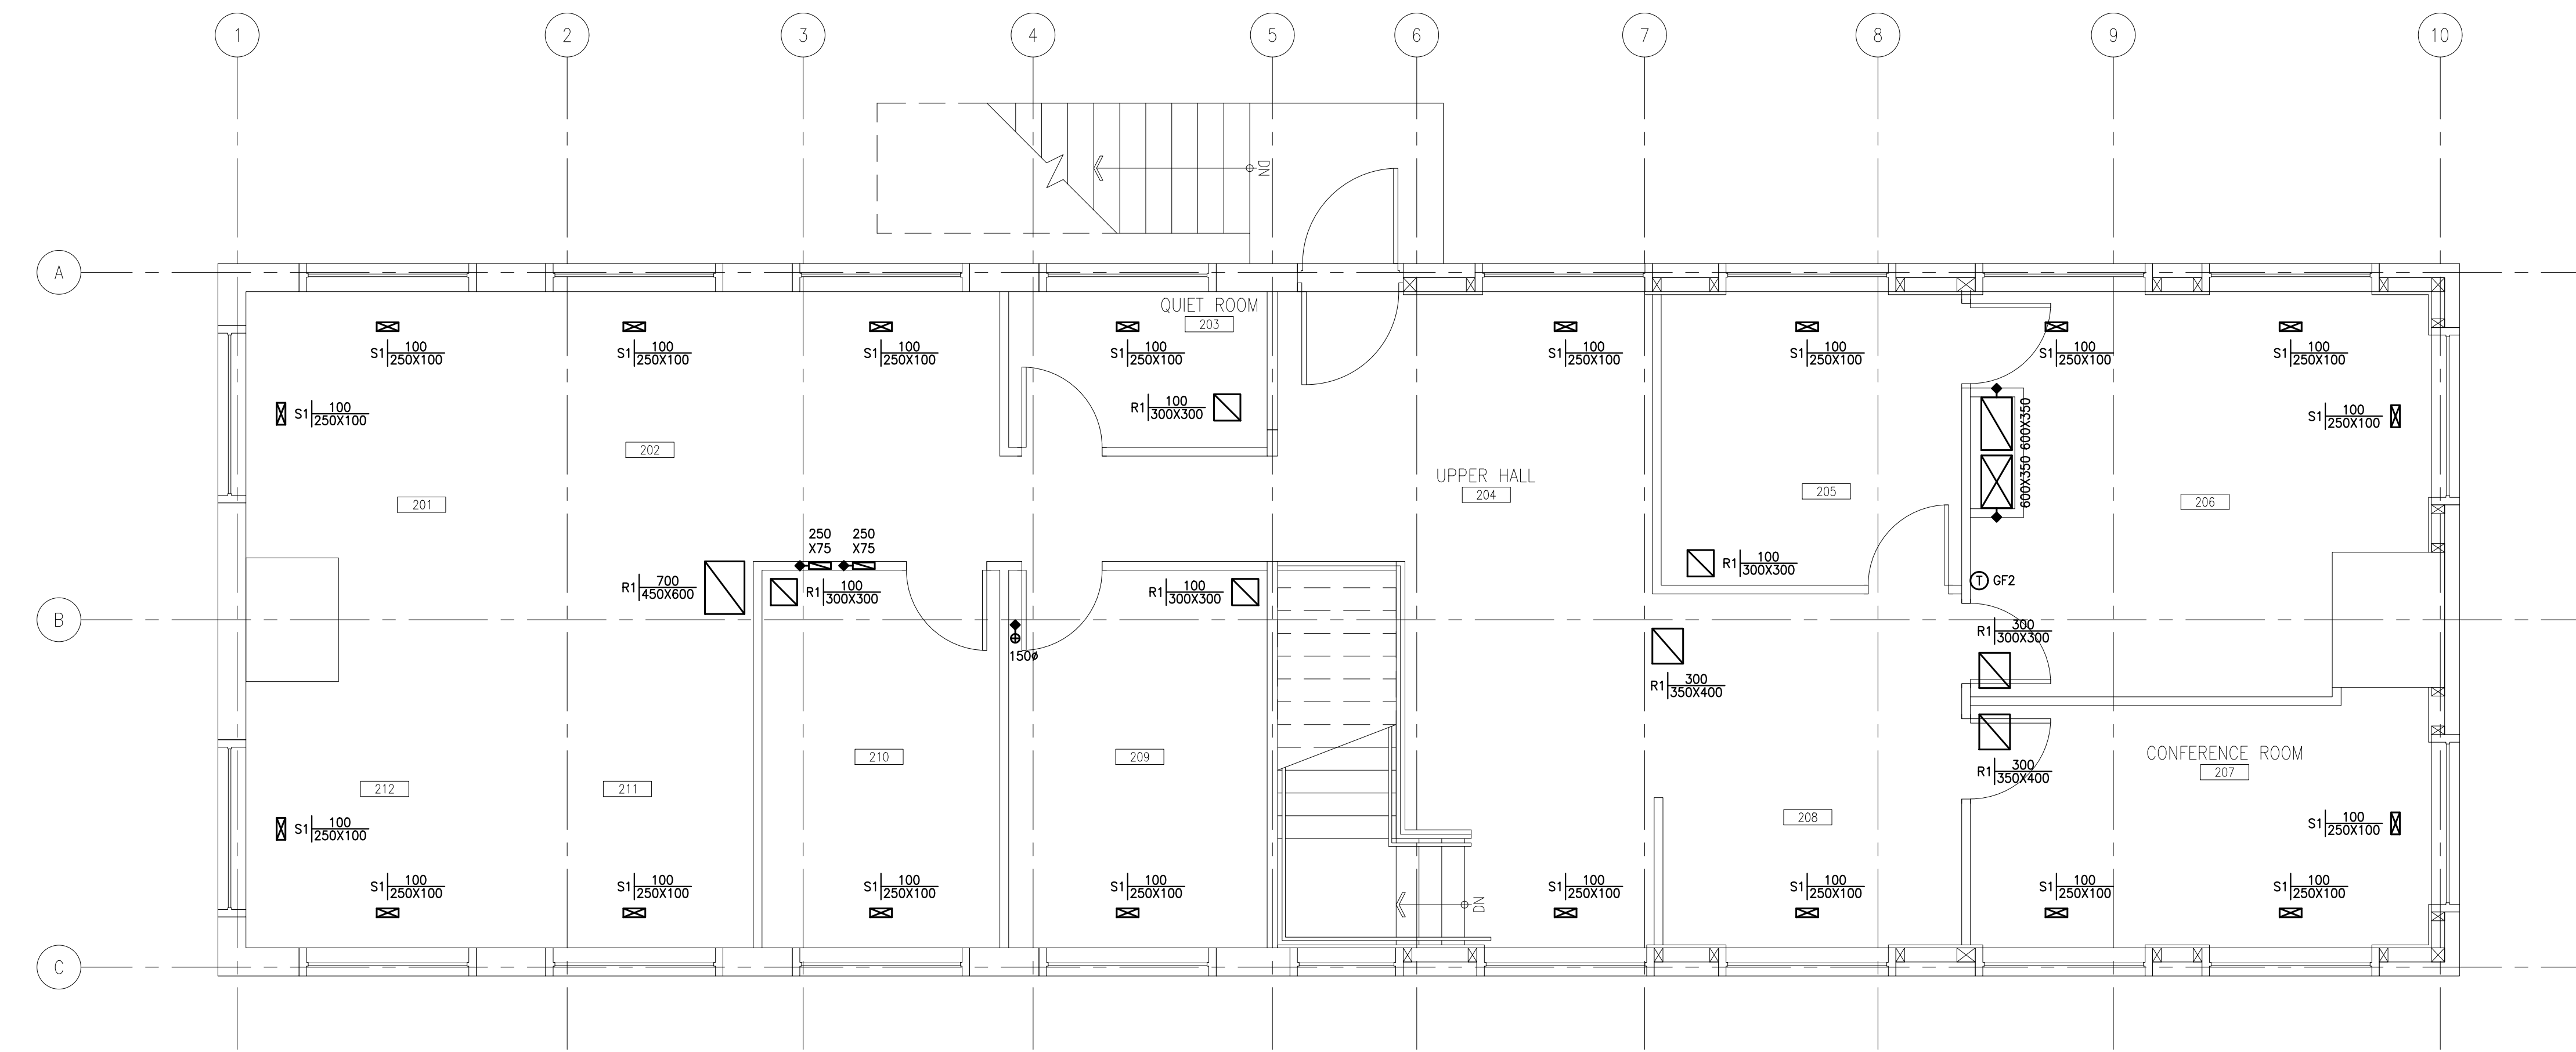 1 2 3 4 5 6 7 8 9 10
DN
A
QUIET ROOM
203
S1 100
250X100
S1 100
250X100
S1 100
250X100
S1 100
250X100
S1 100
250X100
S1 100
250X100
S1 100
250X100
S1 100
250X100
S1 100
250X100
R1 100
300X300
S1 100
250X100
600X350
600X350
202
201
UPPER HALL
204
205
206
250
X75
250
X75
R1 700
450X600
R1 100
300X300
R1 100
300X300
R1 100
300X300
T GF2
B
150ø
R1 300
300X300
R1 300
350X400
210
209
CONFERENCE ROOM
207
R1 300
350X400
212
211
208
S1 100
250X100
S1 100
250X100
S1 100
250X100
S1 100
250X100
S1 100
250X100
S1 100
250X100
S1 100
250X100
S1 100
250X100
S1 100
250X100
S1 100
250X100
DN
C